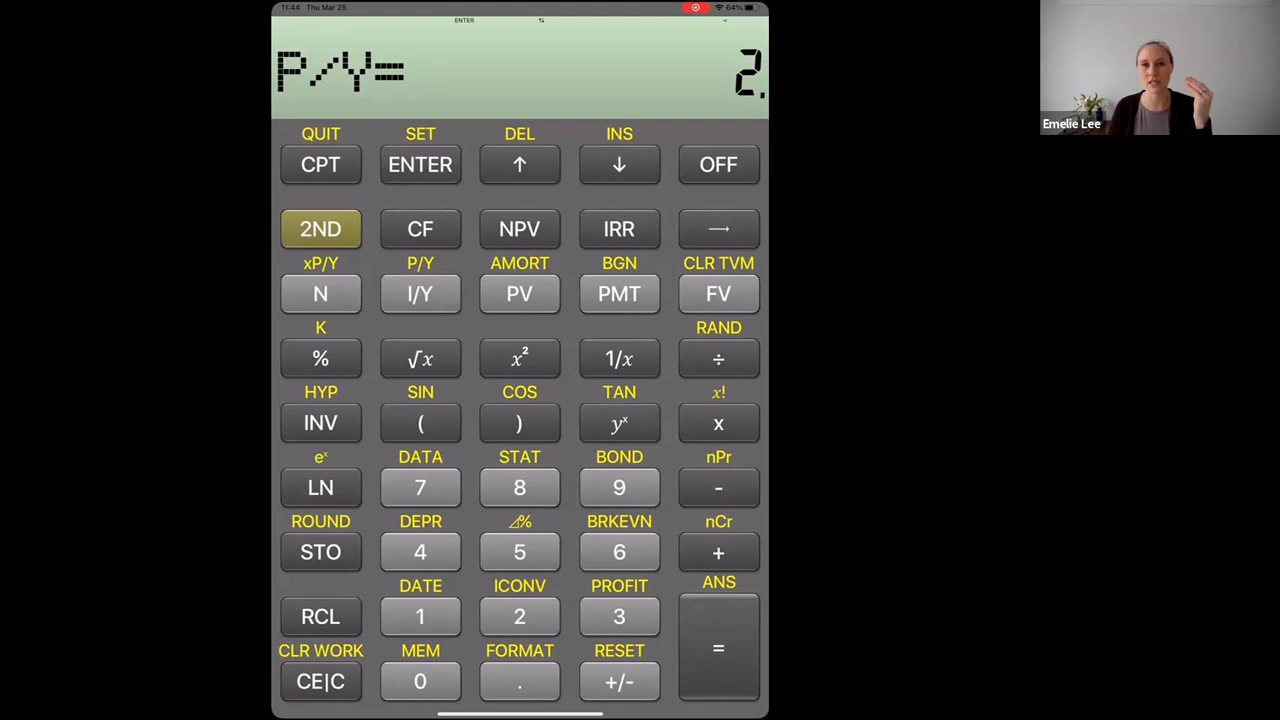 11:44 Thu Mar 25 64%
ENTER ↑↓
P/Y= 2.
Emelie Lee
QUIT SET DEL INS
CPT ENTER ↑ ↓ OFF
2ND CF NPV IRR →
xP/Y P/Y AMORT BGN CLR TVM
N I/Y PV PMT FV
K RAND
% √x x² 1/x ÷
HYP SIN COS TAN x!
INV ( ) yˣ x
eˣ DATA STAT BOND nPr
LN 7 8 9 -
ROUND DEPR ⊿% BRKEVN nCr
STO 4 5 6 +
DATE ICONV PROFIT ANS
RCL 1 2 3 =
CLR WORK MEM FORMAT RESET
CE|C 0 . +/-